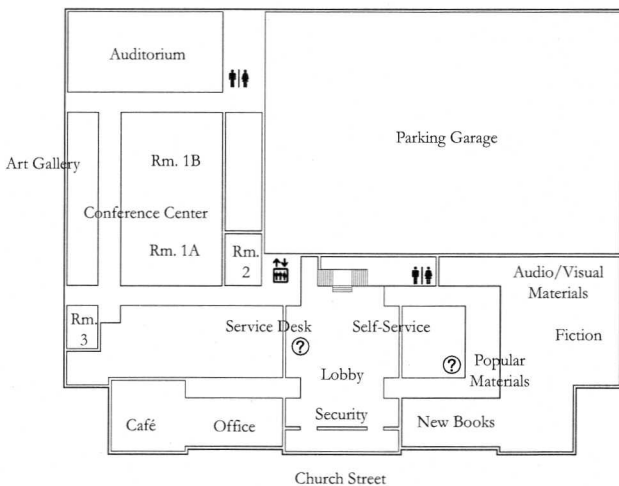 Auditorium
Parking Garage
Art Gallery
Rm. 1B
Conference Center
Rm. 1A
Rm.
2
Audio/Visual
Materials
Rm.
3
Service Desk
?
Self-Service
?
Fiction
Popular
Materials
Lobby
Café
Office
Security
New Books
Church Street